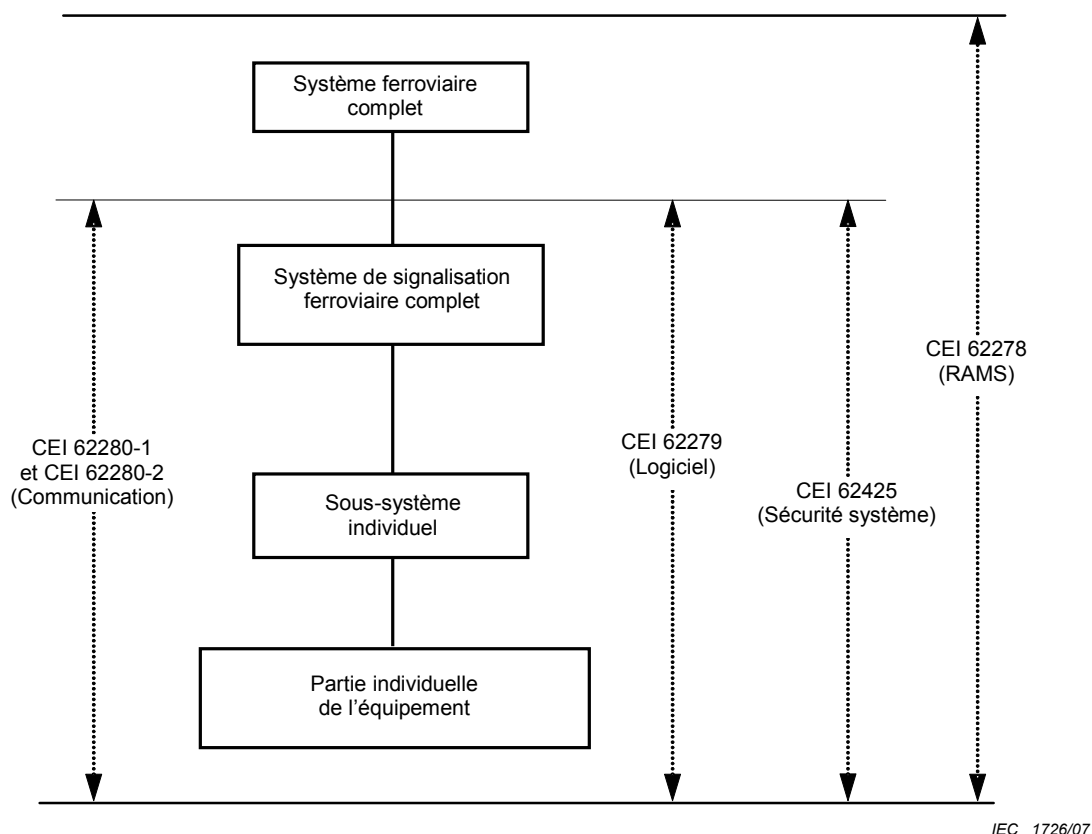 Système ferroviaire
complet
Système de signalisation
ferroviaire complet
CEI 62278
(RAMS)
CEI 62280-1
et CEI 62280-2
(Communication)
CEI 62279
(Logiciel)
CEI 62425
(Sécurité système)
Sous-système
individuel
Partie individuelle
de l’équipement
IEC 1726/07